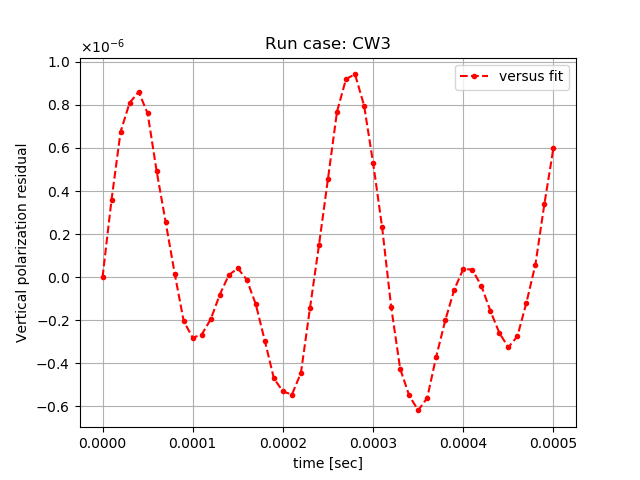 ×10⁻⁶
Run case: CW3
versus fit
Vertical polarization residual
1.0
0.8
0.6
0.4
0.2
0.0
−0.2
−0.4
−0.6
0.0000 0.0001 0.0002 0.0003 0.0004 0.0005
time [sec]